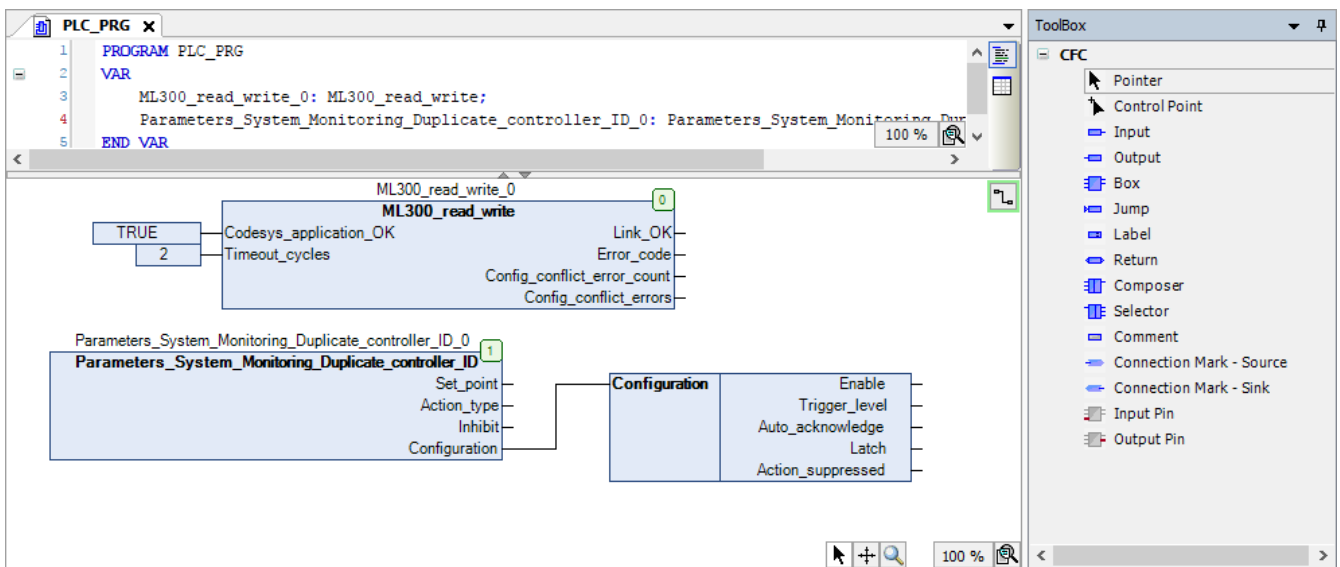 PLC_PRG
ToolBox
1 PROGRAM PLC_PRG
2 VAR
3 ML300_read_write_0: ML300_read_write;
4 Parameters_System_Monitoring_Duplicate_controller_ID_0: Parameters_System_Monitoring_Dup
5 END_VAR
100 %
ML300_read_write_0
0
ML300_read_write
TRUE Codesys_application_OK Link_OK
2 Timeout_cycles Error_code
Config_conflict_error_count
Config_conflict_errors
Parameters_System_Monitoring_Duplicate_controller_ID_0
1
Parameters_System_Monitoring_Duplicate_controller_ID
Set_point
Action_type
Inhibit
Configuration
Configuration Enable
Trigger_level
Auto_acknowledge
Latch
Action_suppressed
100 %
CFC
Pointer
Control Point
Input
Output
Box
Jump
Label
Return
Composer
Selector
Comment
Connection Mark - Source
Connection Mark - Sink
Input Pin
Output Pin